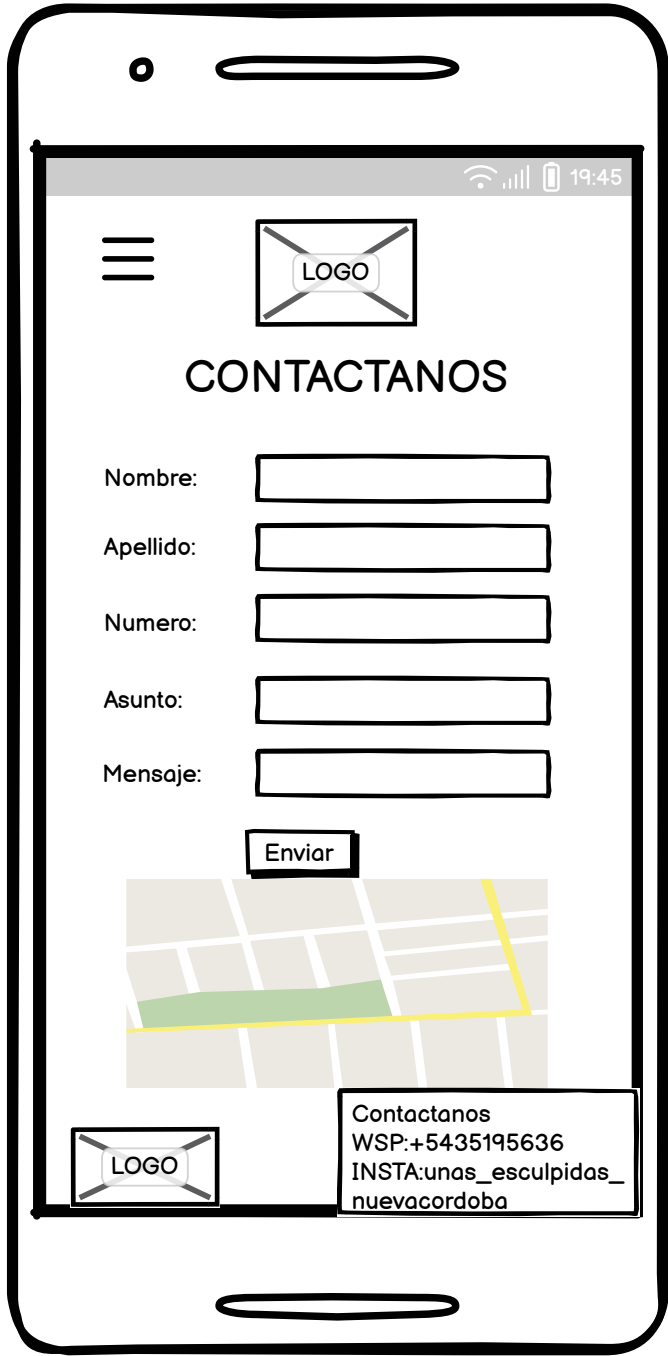 19:45
LOGO
CONTACTANOS
Nombre:
Apellido:
Numero:
Asunto:
Mensaje:
Enviar
LOGO
Contactanos
WSP:+5435195636
INSTA:unas_esculpidas_
nuevacordoba